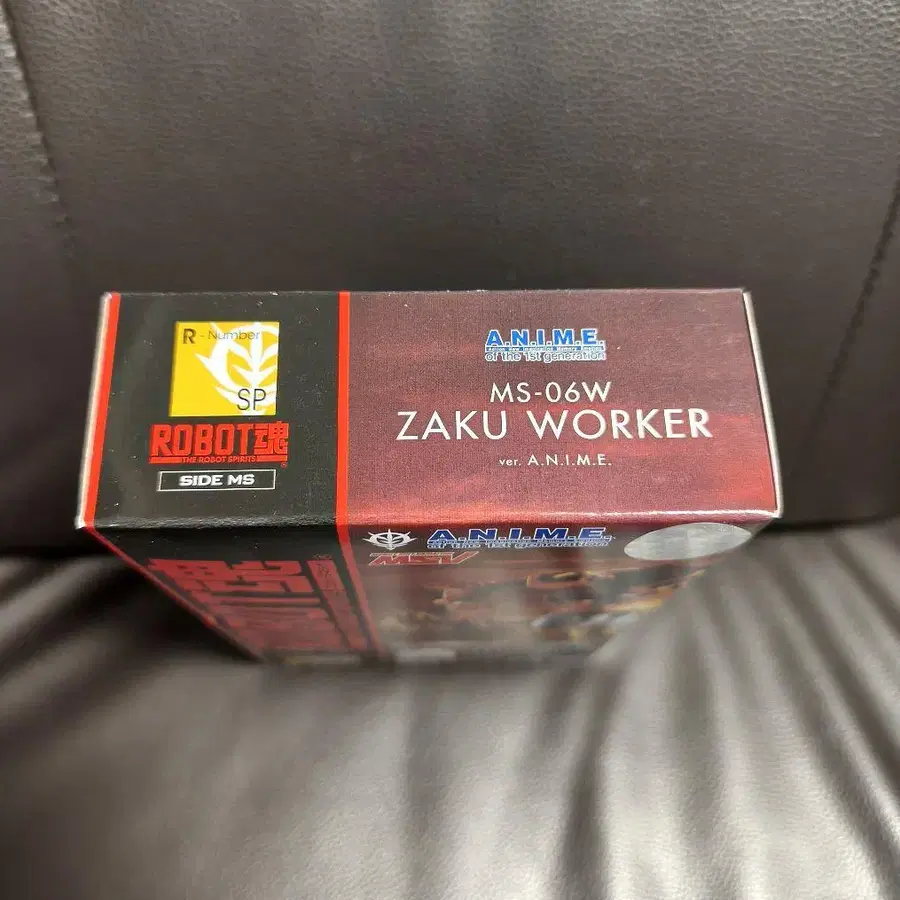 R - Number
SP
ROBOT魂
THE ROBOT SPIRITS
SIDE MS
A.N.I.M.E.
of the 1st generation
MS-06W
ZAKU WORKER
ver. A.N.I.M.E.
A.N.I.M.E.
MSV